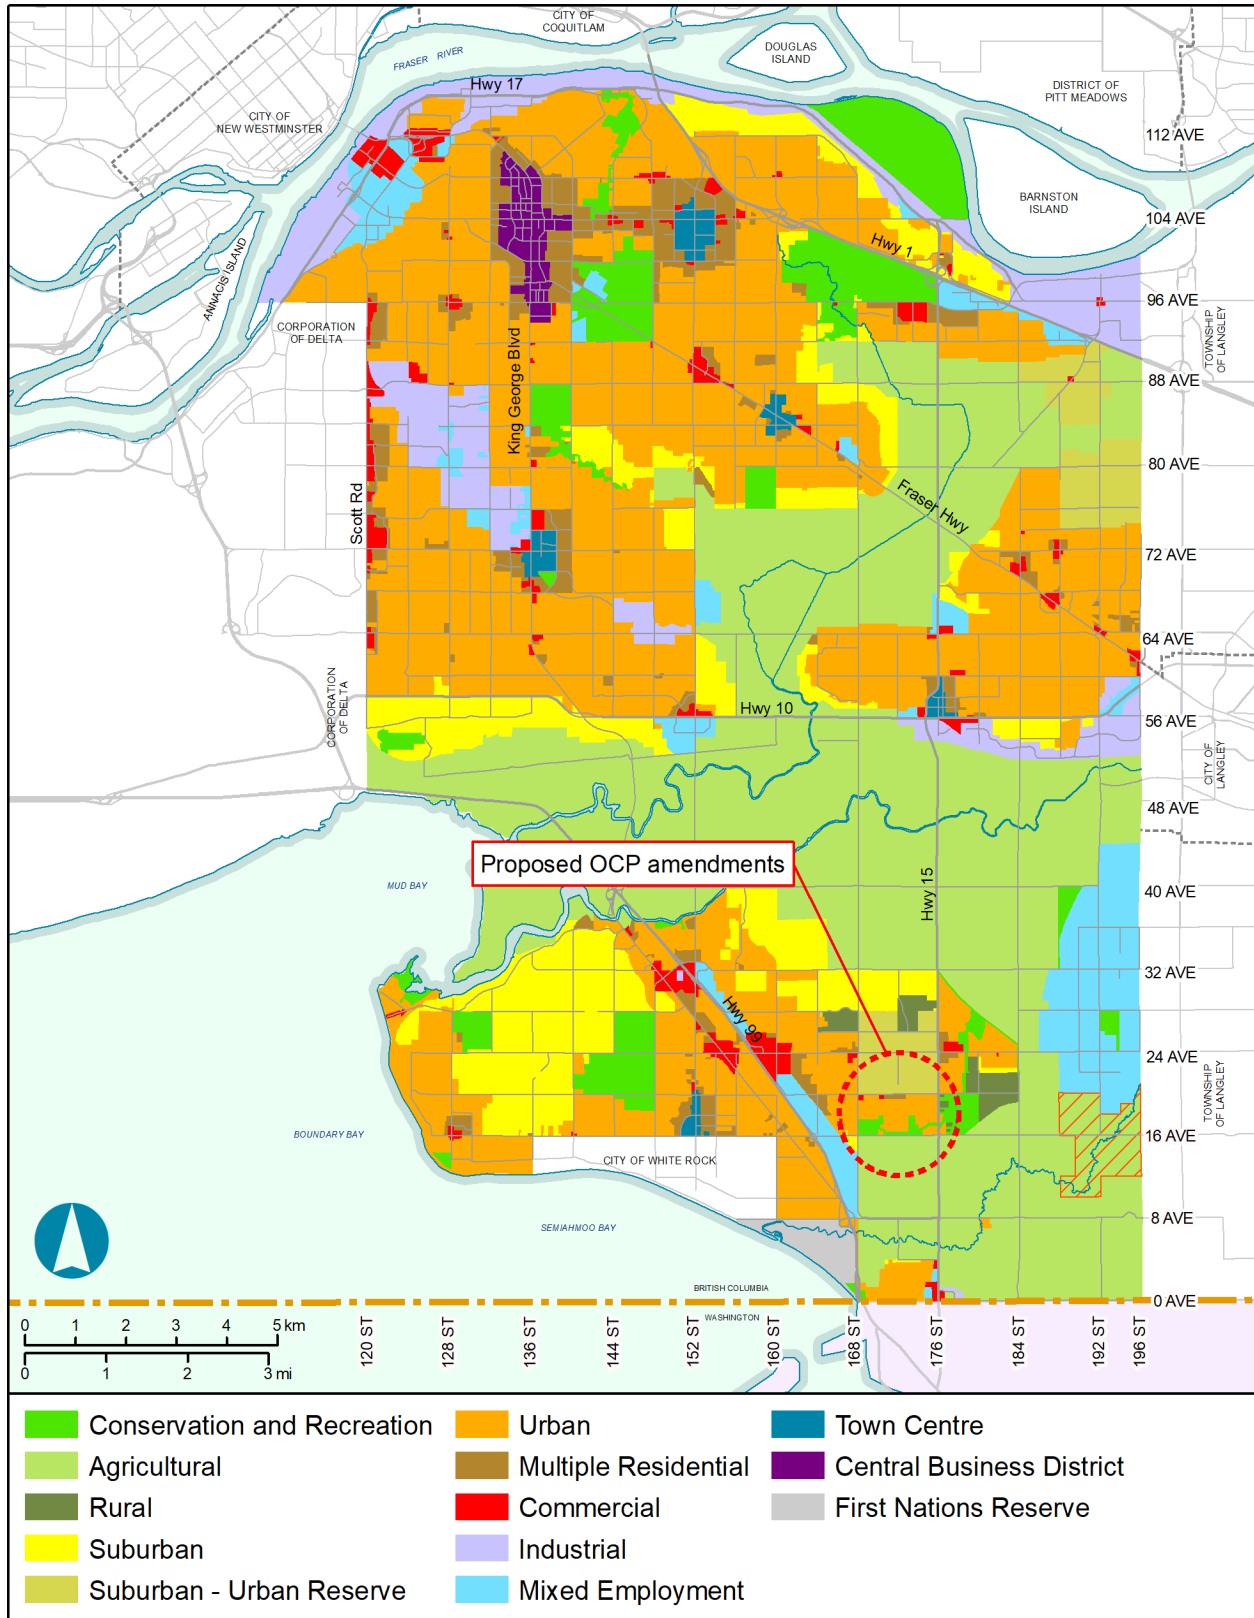 CITY OF
COQUITLAM
DOUGLAS
ISLAND
FRASER RIVER
DISTRICT OF
PITT MEADOWS
Hwy 17
CITY OF
NEW WESTMINSTER
112 AVE
BARNSTON
ISLAND
104 AVE
Hwy 1
ANNACIS ISLAND
96 AVE
CORPORATION
OF DELTA
TOWNSHIP
OF LANGLEY
King George Blvd
88 AVE
80 AVE
Scott Rd
Fraser Hwy
72 AVE
64 AVE
CORPORATION
OF DELTA
Hwy 10
56 AVE
CITY OF
LANGLEY
48 AVE
Proposed OCP amendments
MUD BAY
Hwy 15
40 AVE
32 AVE
Hwy 99
24 AVE
TOWNSHIP
OF LANGLEY
BOUNDARY BAY
16 AVE
CITY OF WHITE ROCK
SEMIAHMOO BAY
8 AVE
BRITISH COLUMBIA
0 AVE
WASHINGTON
0 1 2 3 4 5 km
0 1 2 3 mi
120 ST
128 ST
136 ST
144 ST
152 ST
160 ST
168 ST
176 ST
184 ST
192 ST
196 ST
Conservation and Recreation
Agricultural
Rural
Suburban
Suburban - Urban Reserve
Urban
Multiple Residential
Commercial
Industrial
Mixed Employment
Town Centre
Central Business District
First Nations Reserve